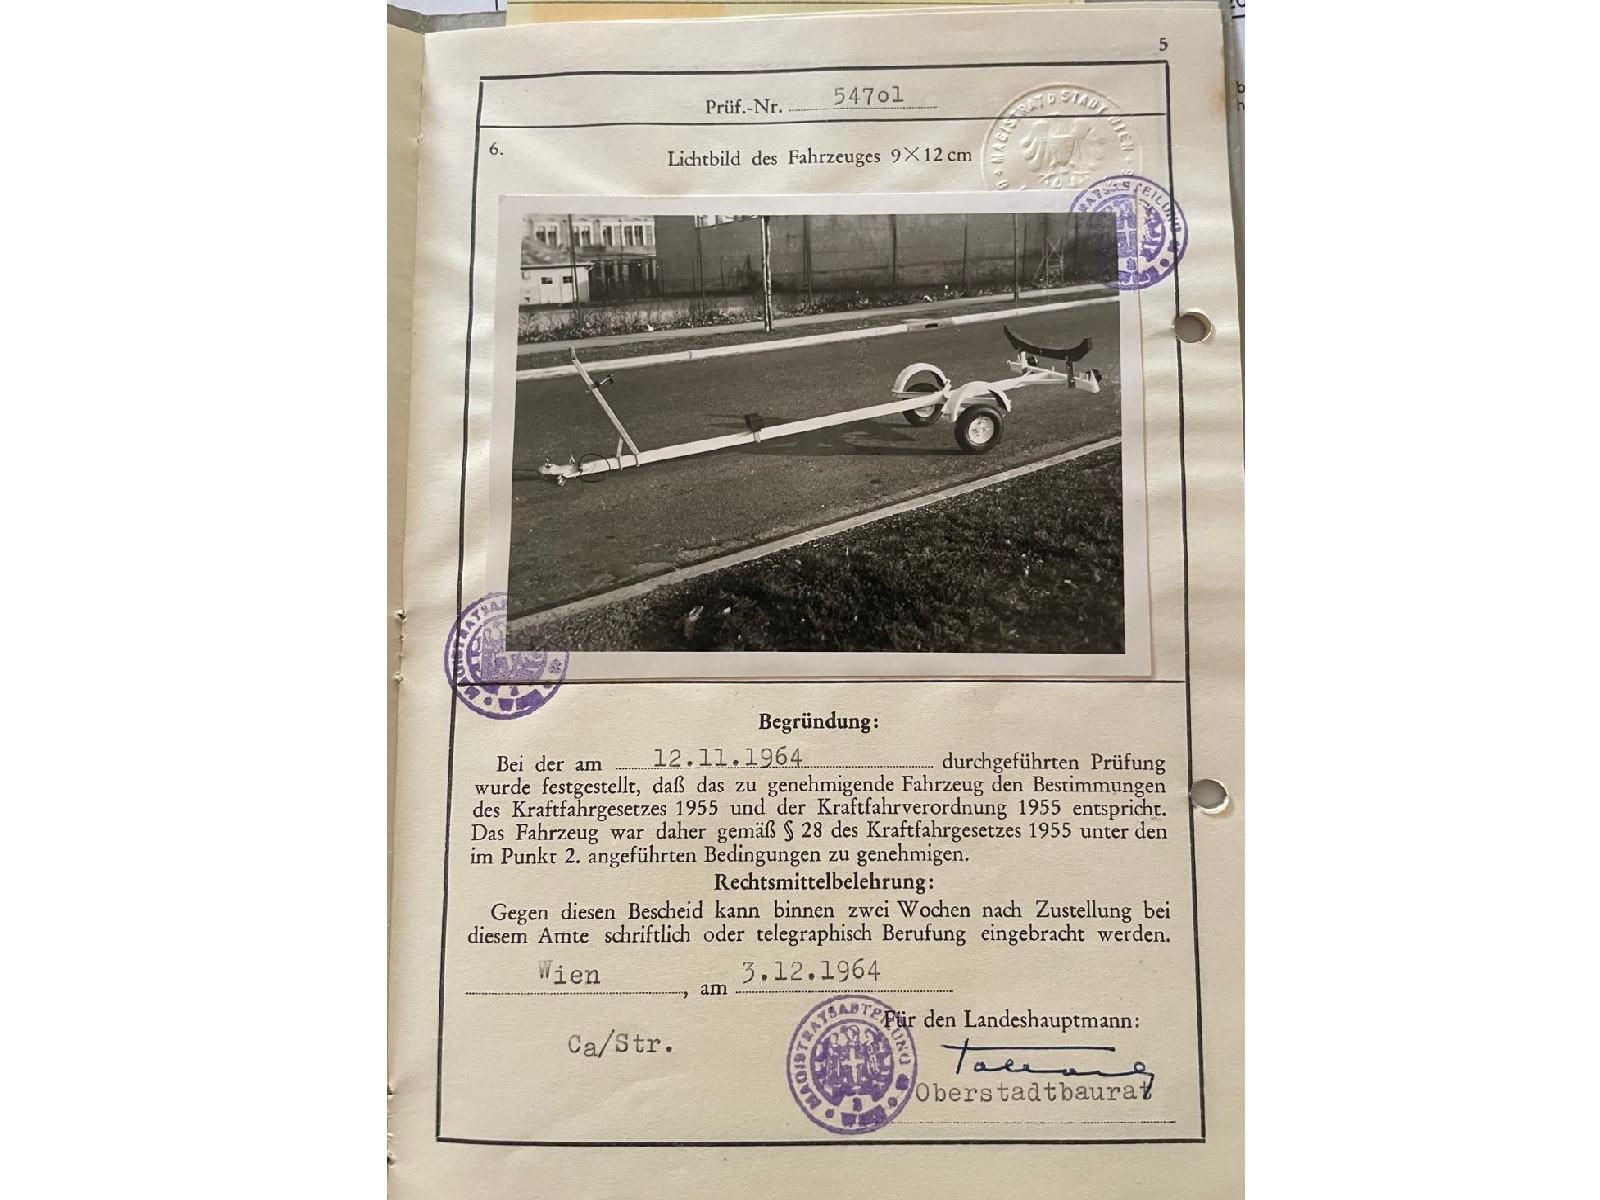 5
Prüf.-Nr. 547o1
MAGISTRAT D. STADT WIEN
6.
Lichtbild des Fahrzeuges 9×12 cm
Begründung:
Bei der am 12.11.1964 durchgeführten Prüfung
wurde festgestellt, daß das zu genehmigende Fahrzeug den Bestimmungen
des Kraftfahrgesetzes 1955 und der Kraftfahrverordnung 1955 entspricht.
Das Fahrzeug war daher gemäß § 28 des Kraftfahrgesetzes 1955 unter den
im Punkt 2. angeführten Bedingungen zu genehmigen.
Rechtsmittelbelehrung:
Gegen diesen Bescheid kann binnen zwei Wochen nach Zustellung bei
diesem Amte schriftlich oder telegraphisch Berufung eingebracht werden.
Wien, am 3.12.1964
Für den Landeshauptmann:
Ca/Str.
MAGISTRATSABTEILUNG
Oberstadtbaurat